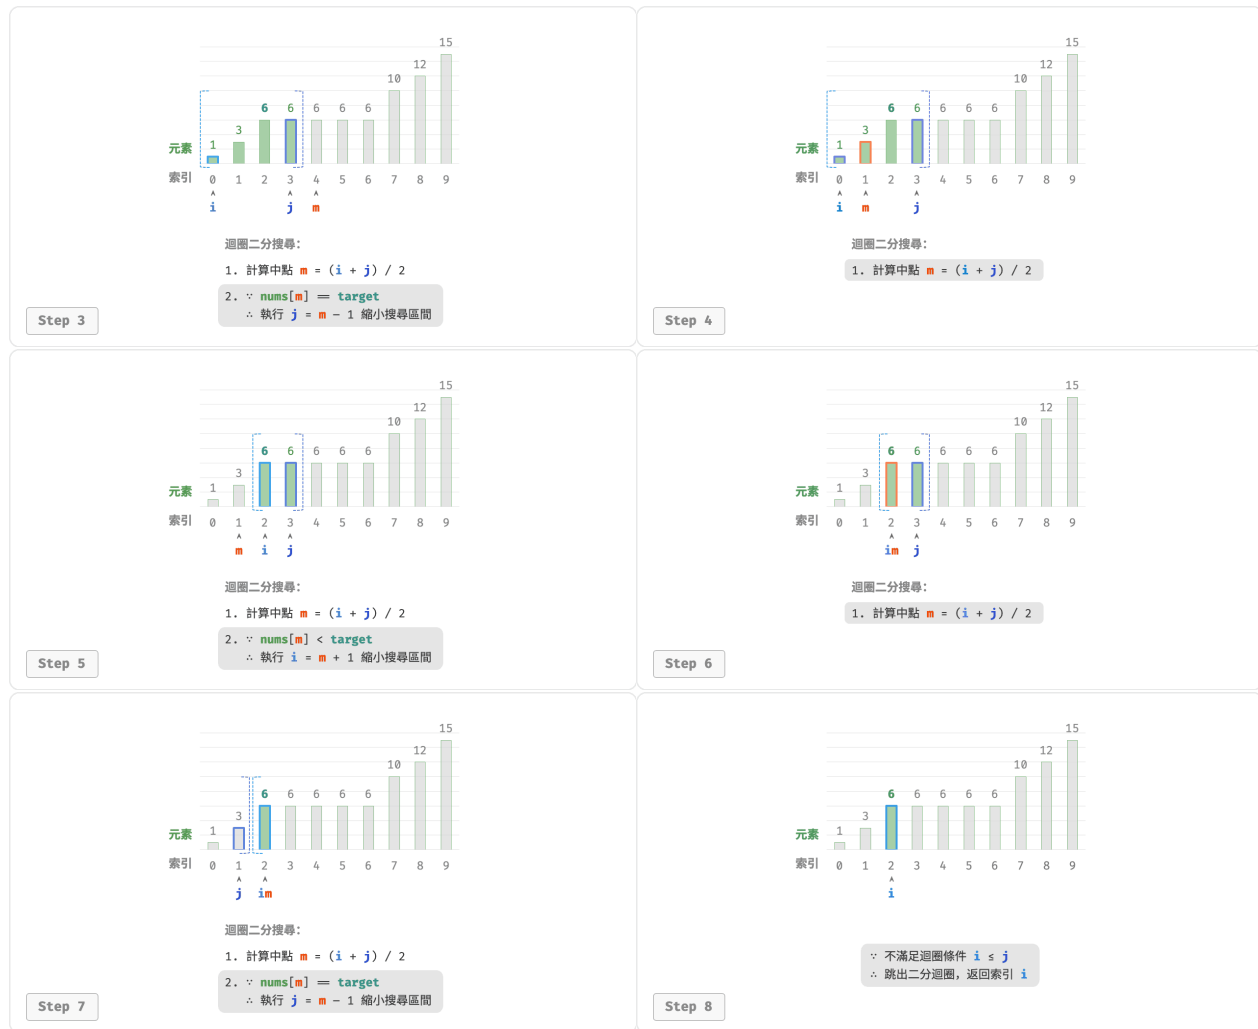 15
12
10
6 6 6 6 6
3
元素 1
索引 0 1 2 3 4 5 6 7 8 9
i j m
迴圈二分搜尋:
1. 計算中點 m = (i + j) / 2
2. ∵ nums[m] == target
∴ 執行 j = m − 1 縮小搜尋區間
Step 3
15
12
10
6 6 6 6 6
3
元素 1
索引 0 1 2 3 4 5 6 7 8 9
i m j
迴圈二分搜尋:
1. 計算中點 m = (i + j) / 2
Step 4
15
12
10
6 6 6 6 6
3
元素 1
索引 0 1 2 3 4 5 6 7 8 9
m i j
迴圈二分搜尋:
1. 計算中點 m = (i + j) / 2
2. ∵ nums[m] < target
∴ 執行 i = m + 1 縮小搜尋區間
Step 5
15
12
10
6 6 6 6 6
3
元素 1
索引 0 1 2 3 4 5 6 7 8 9
im j
迴圈二分搜尋:
1. 計算中點 m = (i + j) / 2
Step 6
15
12
10
6 6 6 6 6
3
元素 1
索引 0 1 2 3 4 5 6 7 8 9
j im
迴圈二分搜尋:
1. 計算中點 m = (i + j) / 2
2. ∵ nums[m] == target
∴ 執行 j = m − 1 縮小搜尋區間
Step 7
15
12
10
6 6 6 6 6
3
元素 1
索引 0 1 2 3 4 5 6 7 8 9
i
∵ 不滿足迴圈條件 i ≤ j
∴ 跳出二分迴圈，返回索引 i
Step 8